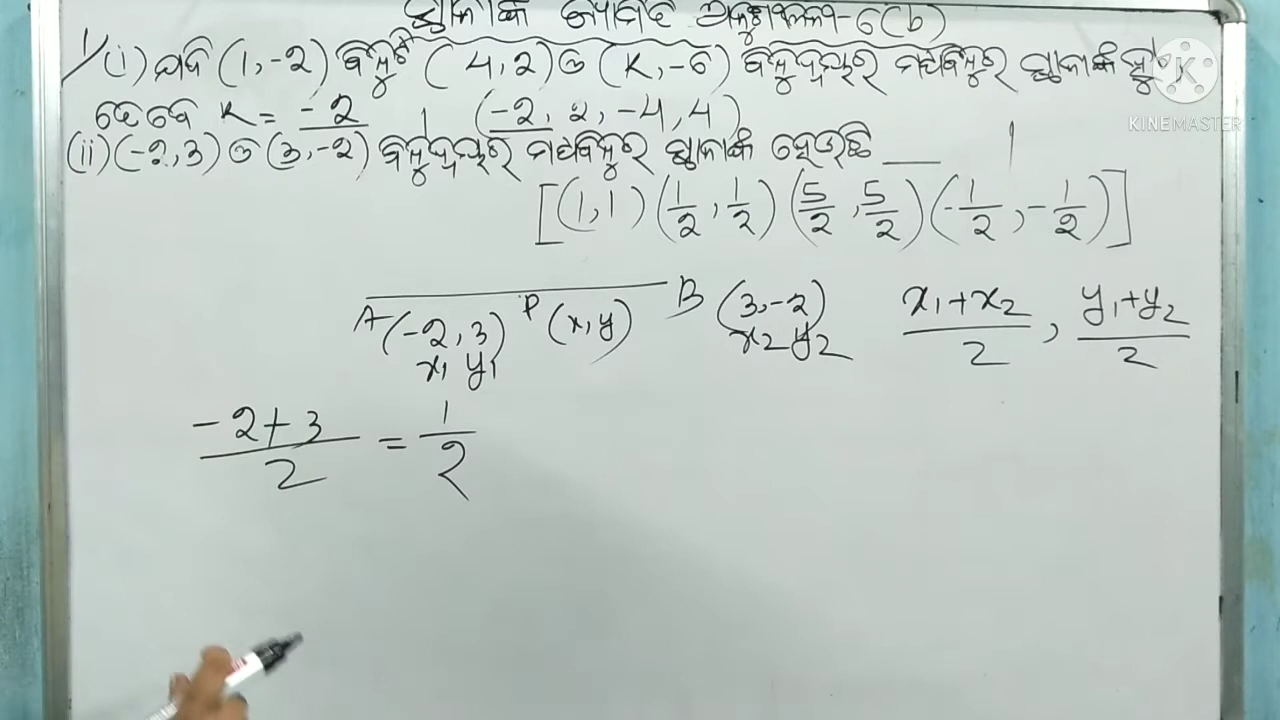 ସ୍ଥାନାଙ୍କ ଜ୍ୟାମିତି ଅନୁଶୀଳନୀ-6(b)
1/ (i) ଯଦି (1,-2) ବିନ୍ଦୁଟି (4,2) ଓ (K,-6) ବିନ୍ଦୁଦ୍ୱୟର ମଧ୍ୟବିନ୍ଦୁର ସ୍ଥାନାଙ୍କ ହୁଏ,
ତେବେ K = -2 (-2, 2, -4, 4)
(ii) (-2,3) ଓ (3,-2) ବିନ୍ଦୁଦ୍ୱୟର ମଧ୍ୟବିନ୍ଦୁର ସ୍ଥାନାଙ୍କ ହେଉଛି ___
[(1,1) (1/2, 1/2) (5/2, 5/2) (-1/2, -1/2)]
A (-2,3) P (x,y) B (3,-2) x₁+x₂/2, y₁+y₂/2
x₁ y₁ x₂ y₂
-2+3/2 = 1/2
K
KINEMASTER